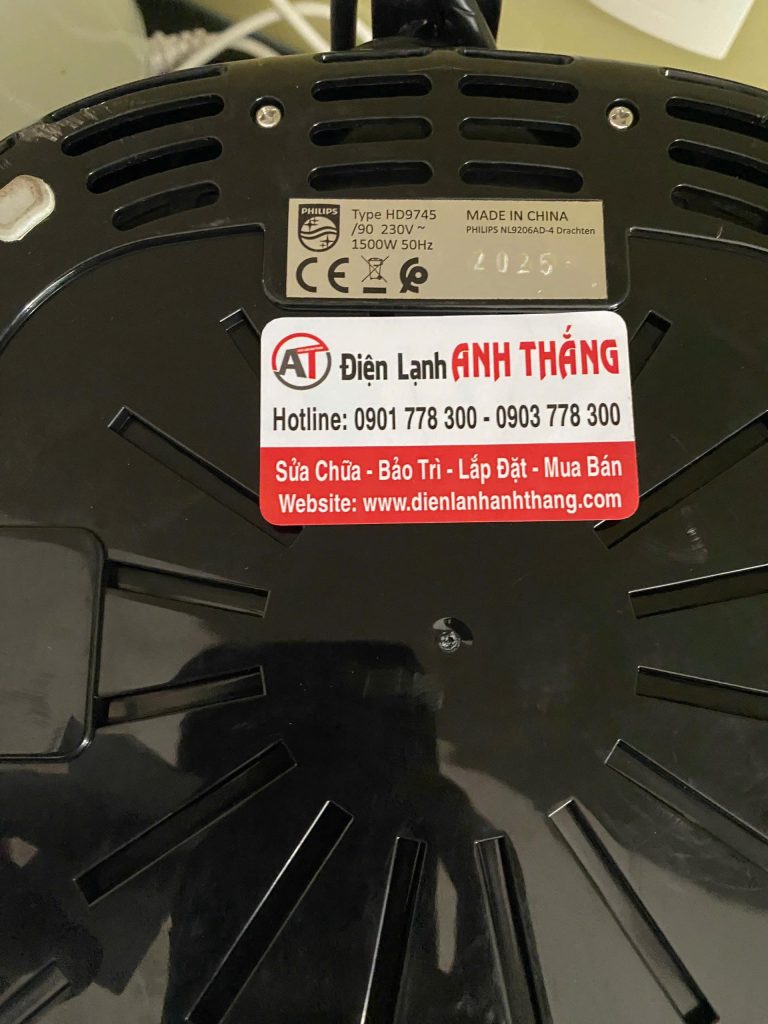 PHILIPS
Type HD9745
/90 230V ~
1500W 50Hz
MADE IN CHINA
PHILIPS NL9206AD-4 Drachten
CE
2025
AT Điện Lạnh ANH THẮNG
Hotline: 0901 778 300 - 0903 778 300
Sửa Chữa - Bảo Trì - Lắp Đặt - Mua Bán
Website: www.dienlanhanhthang.com